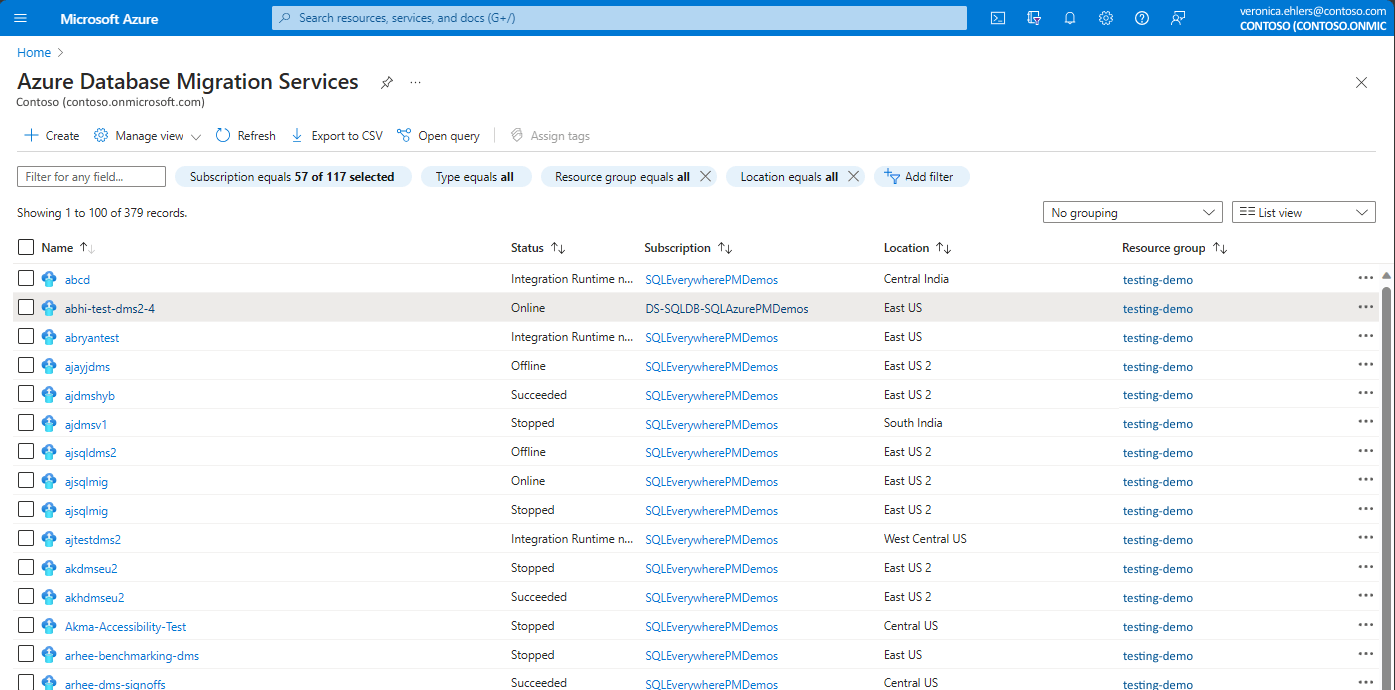 Microsoft Azure
Search resources, services, and docs (G+/)
veronica.ehlers@contoso.com
CONTOSO (CONTOSO.ONMIC
Home
Azure Database Migration Services
Contoso (contoso.onmicrosoft.com)
Create Manage view Refresh Export to CSV Open query Assign tags
Filter for any field... Subscription equals 57 of 117 selected Type equals all Resource group equals all Location equals all Add filter
Showing 1 to 100 of 379 records. No grouping List view
Name Status Subscription Location Resource group
abcd Integration Runtime n... SQLEverywherePMDemos Central India testing-demo
abhi-test-dms2-4 Online DS-SQLDB-SQLAzurePMDemos East US testing-demo
abryantest Integration Runtime n... SQLEverywherePMDemos East US testing-demo
ajayjdms Offline SQLEverywherePMDemos East US 2 testing-demo
ajdmshyb Succeeded SQLEverywherePMDemos East US 2 testing-demo
ajdmsv1 Stopped SQLEverywherePMDemos South India testing-demo
ajsqldms2 Offline SQLEverywherePMDemos East US 2 testing-demo
ajsqlmig Online SQLEverywherePMDemos East US 2 testing-demo
ajsqlmig Stopped SQLEverywherePMDemos East US 2 testing-demo
ajtestdms2 Integration Runtime n... SQLEverywherePMDemos West Central US testing-demo
akdmseu2 Stopped SQLEverywherePMDemos East US 2 testing-demo
akhdmseu2 Succeeded SQLEverywherePMDemos East US 2 testing-demo
Akma-Accessibility-Test Stopped SQLEverywherePMDemos Central US testing-demo
arhee-benchmarking-dms Stopped SQLEverywherePMDemos East US testing-demo
arhee-dms-signoffs Succeeded SQLEverywherePMDemos Central US testing-demo